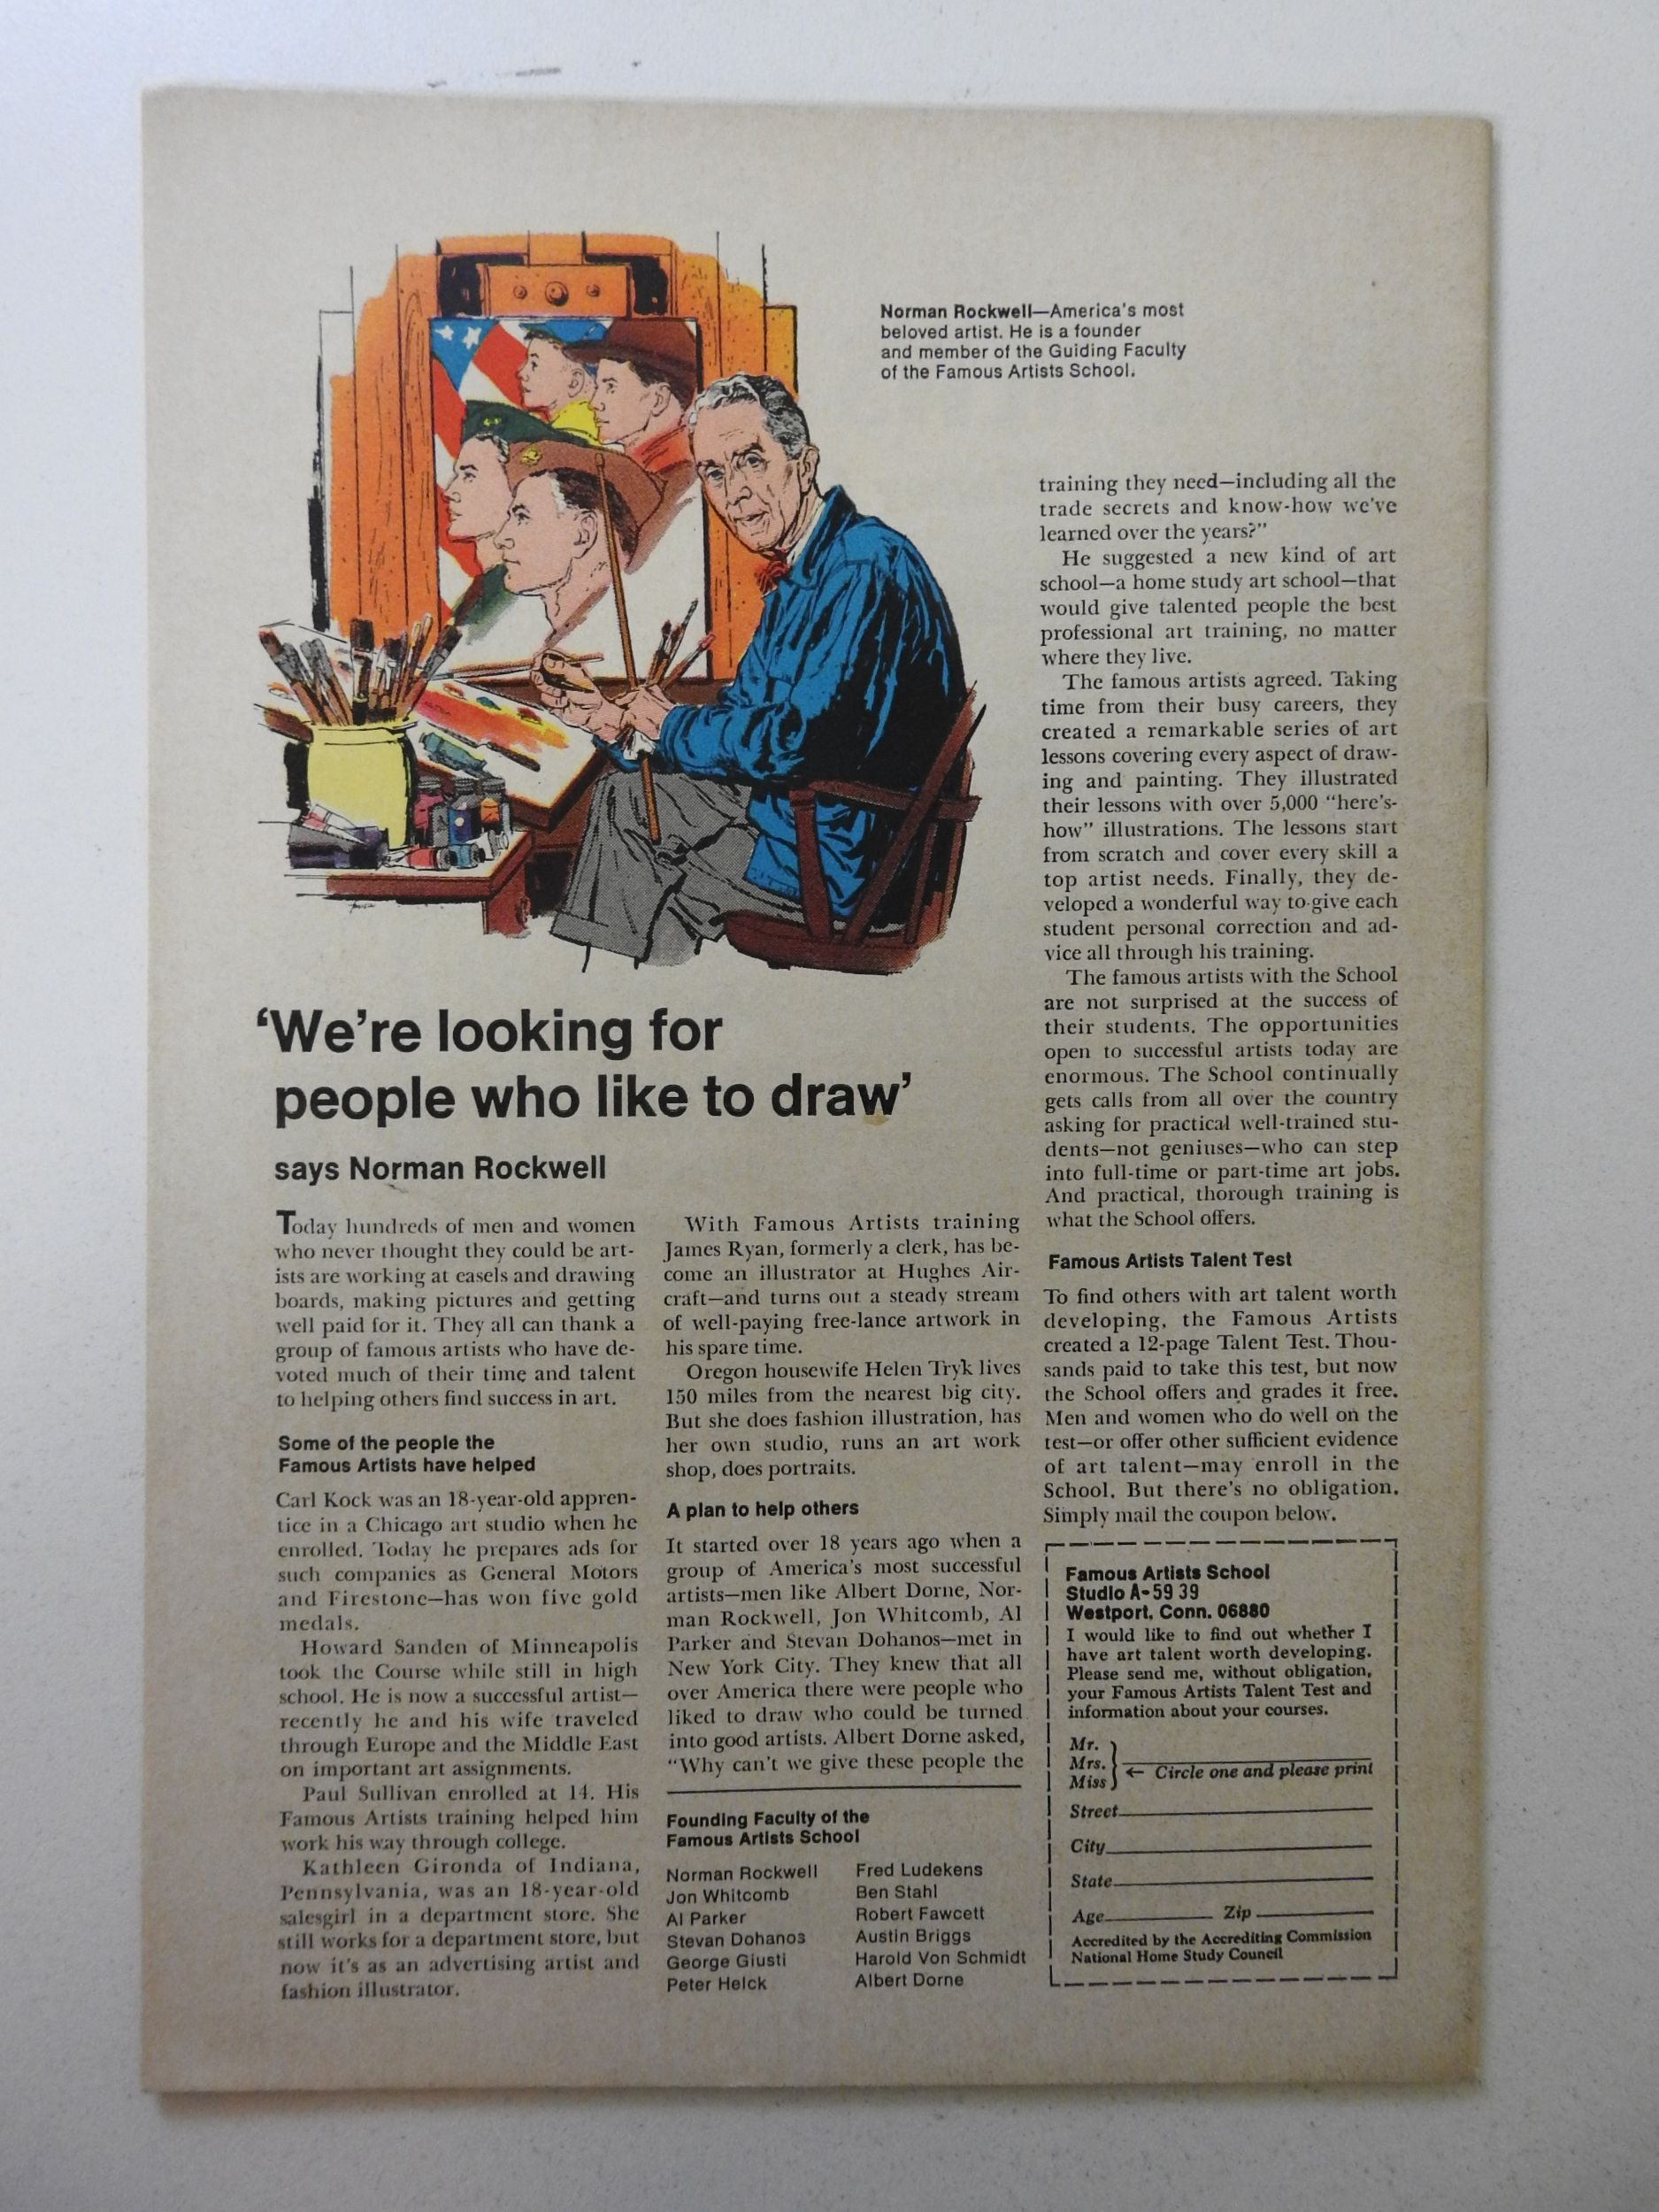 Norman Rockwell—America's most
beloved artist. He is a founder
and member of the Guiding Faculty
of the Famous Artists School.
‘We're looking for
people who like to draw’
says Norman Rockwell
Today hundreds of men and women
who never thought they could be art-
ists are working at easels and drawing
boards, making pictures and getting
well paid for it. They all can thank a
group of famous artists who have de-
voted much of their time and talent
to helping others find success in art.
Some of the people the
Famous Artists have helped
Carl Kock was an 18-year-old appren-
tice in a Chicago art studio when he
enrolled. Today he prepares ads for
such companies as General Motors
and Firestone—has won five gold
medals.
Howard Sanden of Minneapolis
took the Course while still in high
school. He is now a successful artist—
recently he and his wife traveled
through Europe and the Middle East
on important art assignments.
Paul Sullivan enrolled at 14. His
Famous Artists training helped him
work his way through college.
Kathleen Gironda of Indiana,
Pennsylvania, was an 18-year-old
salesgirl in a department store. She
still works for a department store, but
now it's as an advertising artist and
fashion illustrator.
With Famous Artists training
James Ryan, formerly a clerk, has be-
come an illustrator at Hughes Air-
craft—and turns out a steady stream
of well-paying free-lance artwork in
his spare time.
Oregon housewife Helen Tryk lives
150 miles from the nearest big city.
But she does fashion illustration, has
her own studio, runs an art work
shop, does portraits.
A plan to help others
It started over 18 years ago when a
group of America's most successful
artists—men like Albert Dorne, Nor-
man Rockwell, Jon Whitcomb, Al
Parker and Stevan Dohanos—met in
New York City. They knew that all
over America there were people who
liked to draw who could be turned
into good artists. Albert Dorne asked,
“Why can't we give these people the
training they need—including all the
trade secrets and know-how we've
learned over the years?”
He suggested a new kind of art
school—a home study art school—that
would give talented people the best
professional art training, no matter
where they live.
The famous artists agreed. Taking
time from their busy careers, they
created a remarkable series of art
lessons covering every aspect of draw-
ing and painting. They illustrated
their lessons with over 5,000 “here's-
how” illustrations. The lessons start
from scratch and cover every skill a
top artist needs. Finally, they de-
veloped a wonderful way to give each
student personal correction and ad-
vice all through his training.
The famous artists with the School
are not surprised at the success of
their students. The opportunities
open to successful artists today are
enormous. The School continually
gets calls from all over the country
asking for practical well-trained stu-
dents—not geniuses—who can step
into full-time or part-time art jobs.
And practical, thorough training is
what the School offers.
Famous Artists Talent Test
To find others with art talent worth
developing, the Famous Artists
created a 12-page Talent Test. Thou-
sands paid to take this test, but now
the School offers and grades it free.
Men and women who do well on the
test—or offer other sufficient evidence
of art talent—may enroll in the
School. But there's no obligation.
Simply mail the coupon below.
Founding Faculty of the
Famous Artists School
Norman Rockwell
Jon Whitcomb
Al Parker
Stevan Dohanos
George Giusti
Peter Helck
Fred Ludekens
Ben Stahl
Robert Fawcett
Austin Briggs
Harold Von Schmidt
Albert Dorne
Famous Artists School
Studio A-59 39
Westport, Conn. 06880
I would like to find out whether I
have art talent worth developing.
Please send me, without obligation,
your Famous Artists Talent Test and
information about your courses.
Mr.
Mrs.
Miss
← Circle one and please print
Street
City
State
Age Zip
Accredited by the Accrediting Commission
National Home Study Council